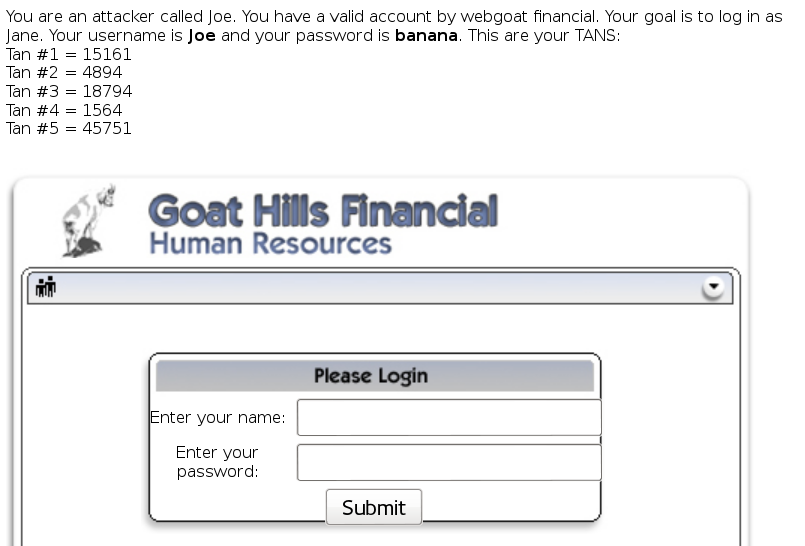 You are an attacker called Joe. You have a valid account by webgoat financial. Your goal is to log in as
Jane. Your username is Joe and your password is banana. This are your TANS:
Tan #1 = 15161
Tan #2 = 4894
Tan #3 = 18794
Tan #4 = 1564
Tan #5 = 45751
Goat Hills Financial
Human Resources
Please Login
Enter your name:
Enter your
password:
Submit